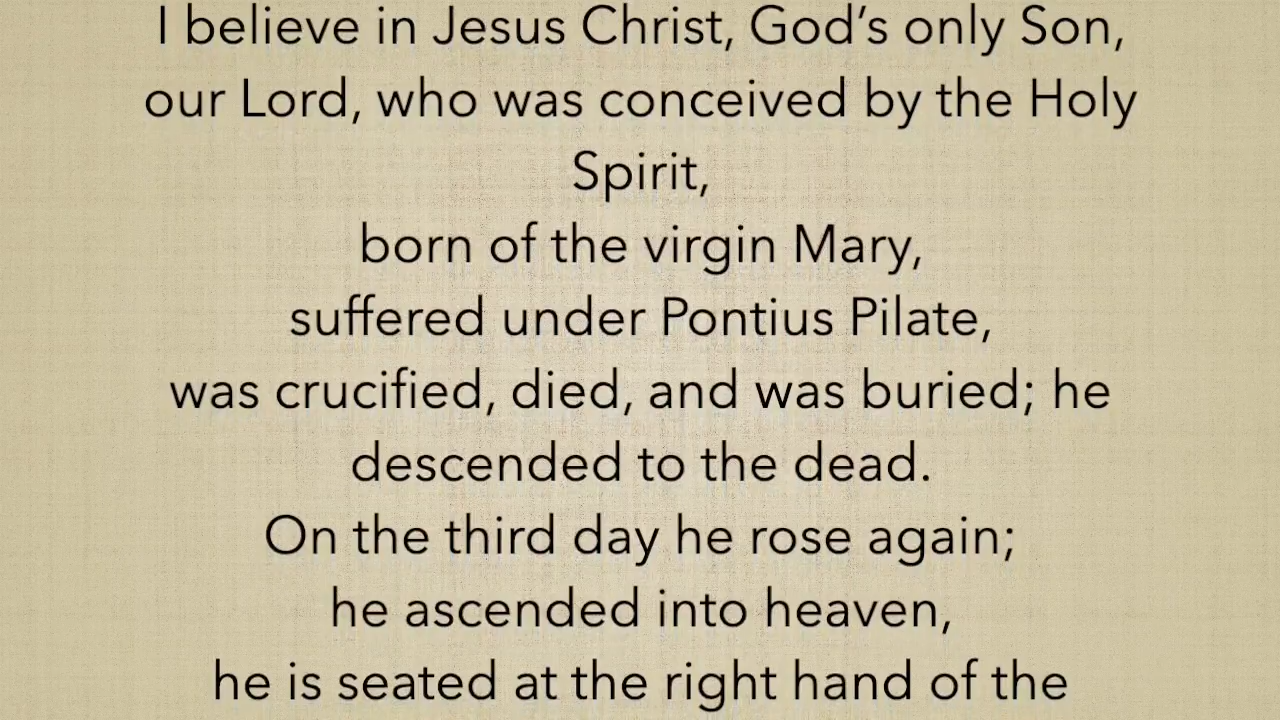 I believe in Jesus Christ, God’s only Son,
our Lord, who was conceived by the Holy
Spirit,
born of the virgin Mary,
suffered under Pontius Pilate,
was crucified, died, and was buried; he
descended to the dead.
On the third day he rose again;
he ascended into heaven,
he is seated at the right hand of the